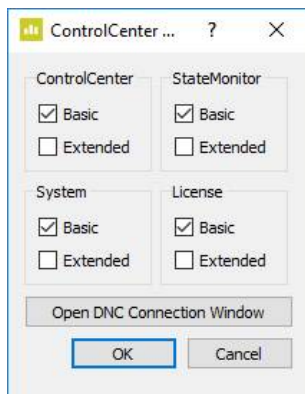 ControlCenter ... ?
ControlCenter StateMonitor
Basic Basic
Extended Extended
System License
Basic Basic
Extended Extended
Open DNC Connection Window
OK Cancel